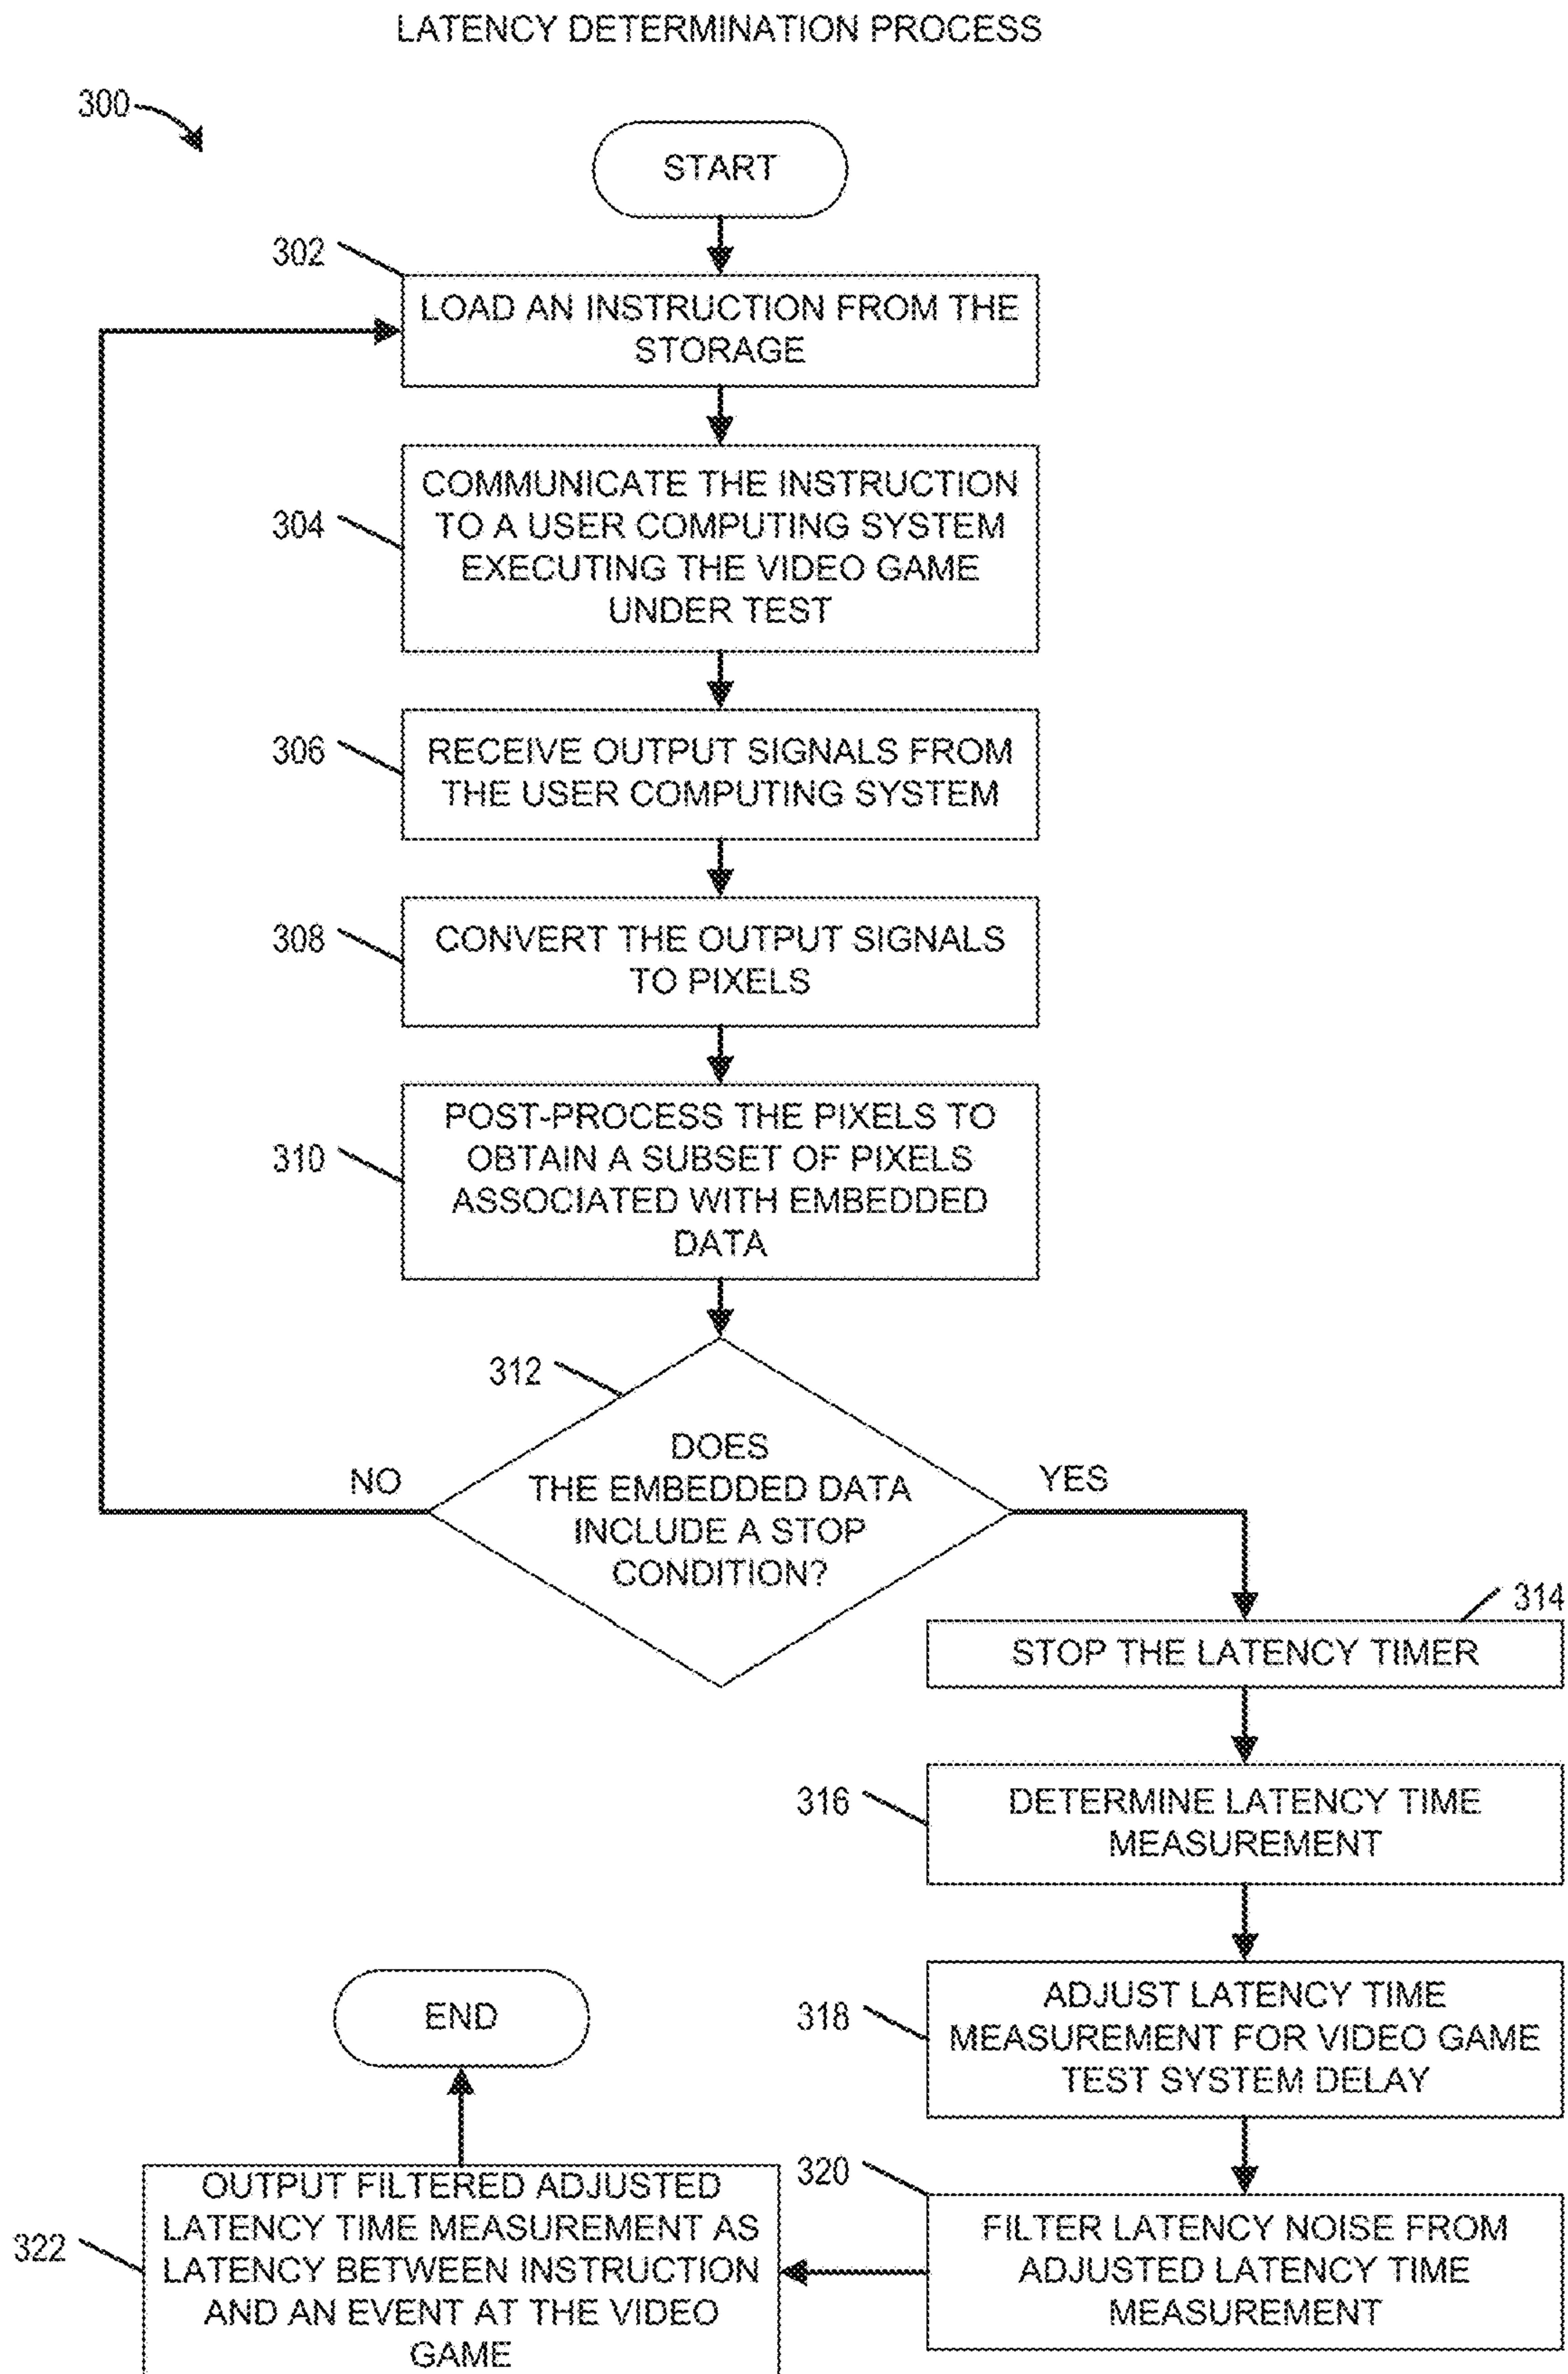 LATENCY DETERMINATION PROCESS
300
START
302
LOAD AN INSTRUCTION FROM THE
STORAGE
304
COMMUNICATE THE INSTRUCTION
TO A USER COMPUTING SYSTEM
EXECUTING THE VIDEO GAME
UNDER TEST
306
RECEIVE OUTPUT SIGNALS FROM
THE USER COMPUTING SYSTEM
308
CONVERT THE OUTPUT SIGNALS
TO PIXELS
310
POST-PROCESS THE PIXELS TO
OBTAIN A SUBSET OF PIXELS
ASSOCIATED WITH EMBEDDED
DATA
312
DOES
THE EMBEDDED DATA
INCLUDE A STOP
CONDITION?
NO
YES
314
STOP THE LATENCY TIMER
316
DETERMINE LATENCY TIME
MEASUREMENT
318
ADJUST LATENCY TIME
MEASUREMENT FOR VIDEO GAME
TEST SYSTEM DELAY
320
FILTER LATENCY NOISE FROM
ADJUSTED LATENCY TIME
MEASUREMENT
322
OUTPUT FILTERED ADJUSTED
LATENCY TIME MEASUREMENT AS
LATENCY BETWEEN INSTRUCTION
AND AN EVENT AT THE VIDEO
GAME
END